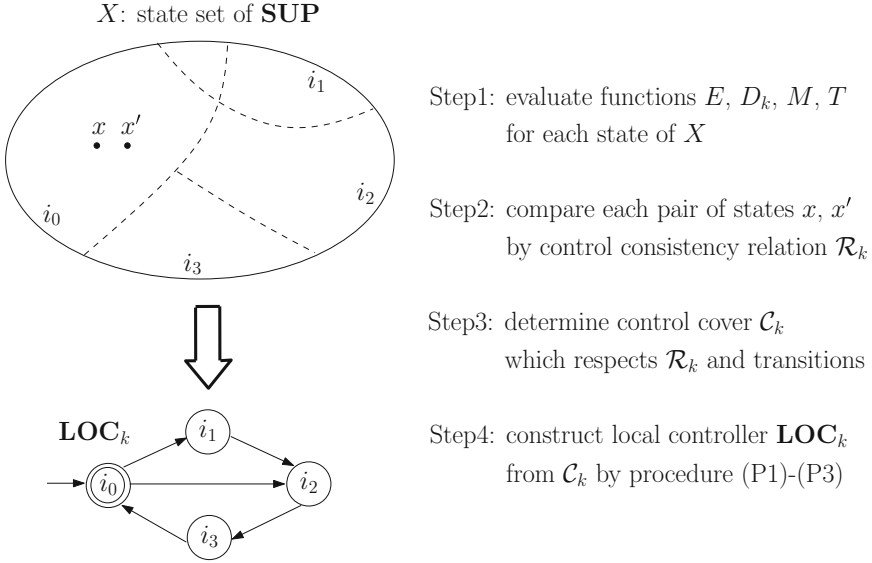 X: state set of SUP
i₁
x x′
i₀
i₂
i₃
LOCₖ
i₁
i₀
i₂
i₃
Step1: evaluate functions E, Dₖ, M, T
for each state of X
Step2: compare each pair of states x, x′
by control consistency relation ℛₖ
Step3: determine control cover 𝒞ₖ
which respects ℛₖ and transitions
Step4: construct local controller LOCₖ
from 𝒞ₖ by procedure (P1)-(P3)